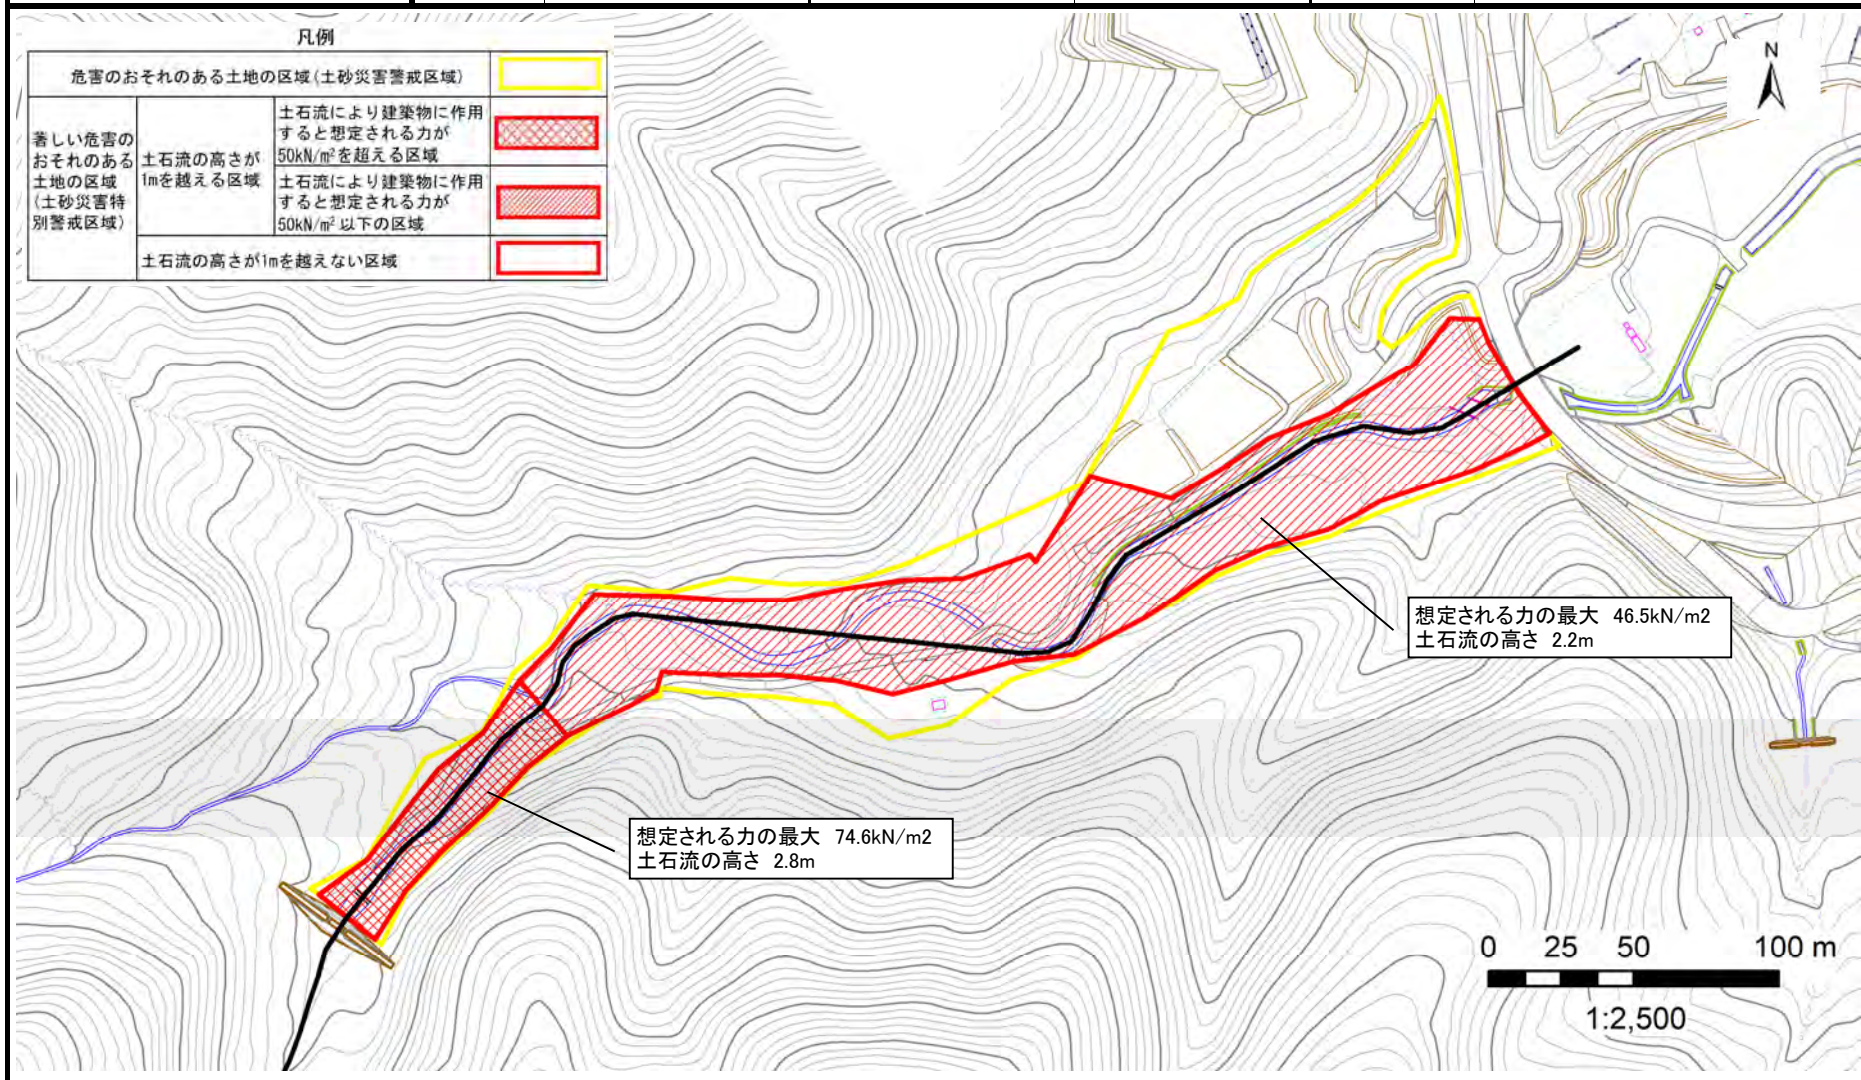 凡例
危害のおそれのある土地の区域(土砂災害警戒区域)
著しい危害の
おそれのある
土地の区域
(土砂災害特
別警戒区域)
土石流の高さが
1mを越える区域
土石流により建築物に作用
すると想定される力が
50kN/㎡を超える区域
土石流により建築物に作用
すると想定される力が
50kN/㎡以下の区域
土石流の高さが1mを越えない区域
N
想定される力の最大 46.5kN/m2
土石流の高さ 2.2m
想定される力の最大 74.6kN/m2
土石流の高さ 2.8m
0 25 50 100 m
1:2,500